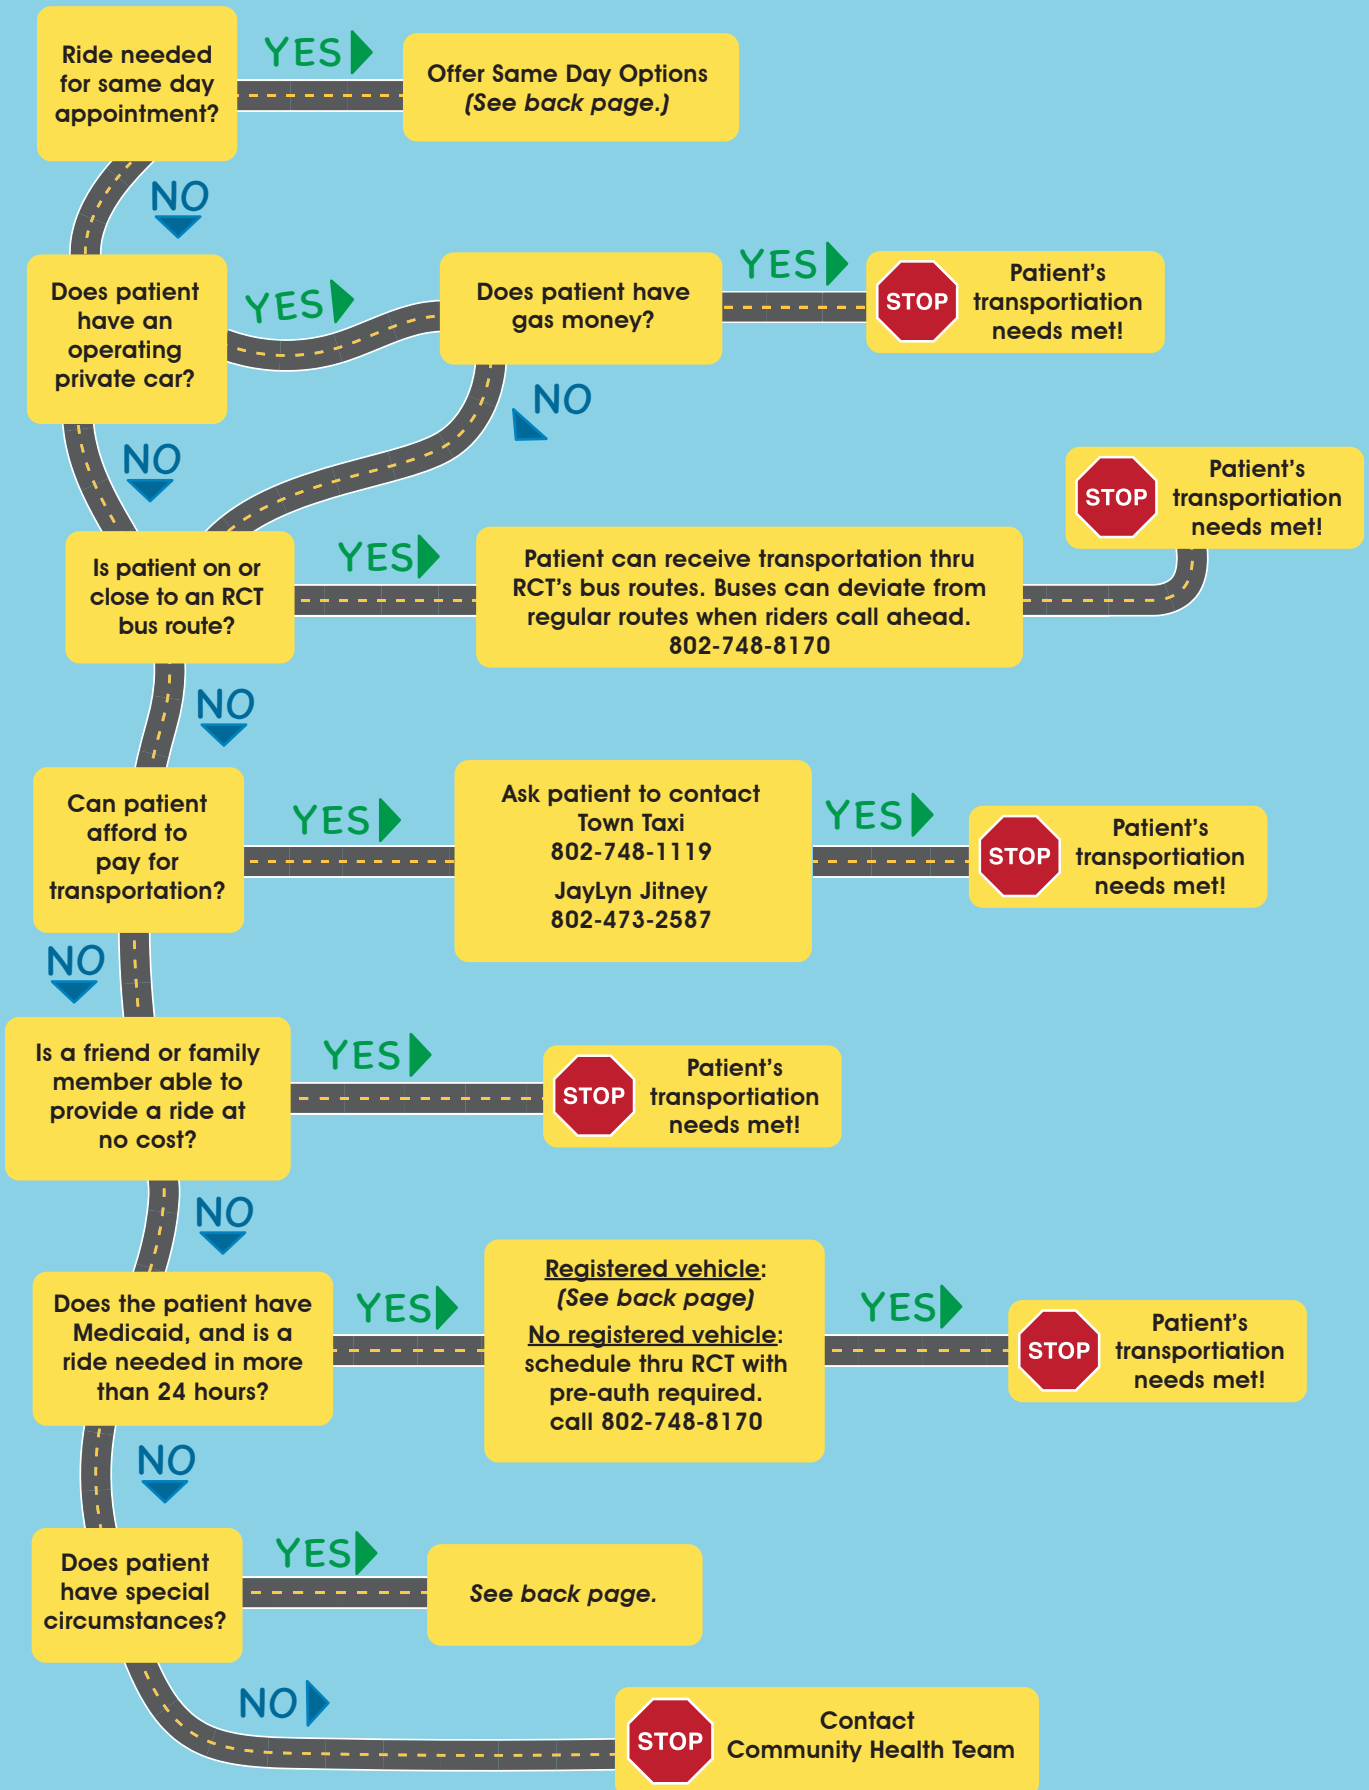 Ride needed
for same day
appointment?
YES
Offer Same Day Options
(See back page.)
NO
Does patient
have an
operating
private car?
YES
Does patient have
gas money?
YES
STOP
Patient's
transportiation
needs met!
NO
NO
Is patient on or
close to an RCT
bus route?
YES
Patient can receive transportation thru
RCT's bus routes. Buses can deviate from
regular routes when riders call ahead.
802-748-8170
STOP
Patient's
transportiation
needs met!
NO
Can patient
afford to
pay for
transportation?
YES
Ask patient to contact
Town Taxi
802-748-1119
JayLyn Jitney
802-473-2587
YES
STOP
Patient's
transportiation
needs met!
NO
Is a friend or family
member able to
provide a ride at
no cost?
YES
STOP
Patient's
transportiation
needs met!
NO
Does the patient have
Medicaid, and is a
ride needed in more
than 24 hours?
YES
Registered vehicle:
(See back page)
No registered vehicle:
schedule thru RCT with
pre-auth required.
call 802-748-8170
YES
STOP
Patient's
transportiation
needs met!
NO
Does patient
have special
circumstances?
YES
See back page.
NO
STOP
Contact
Community Health Team